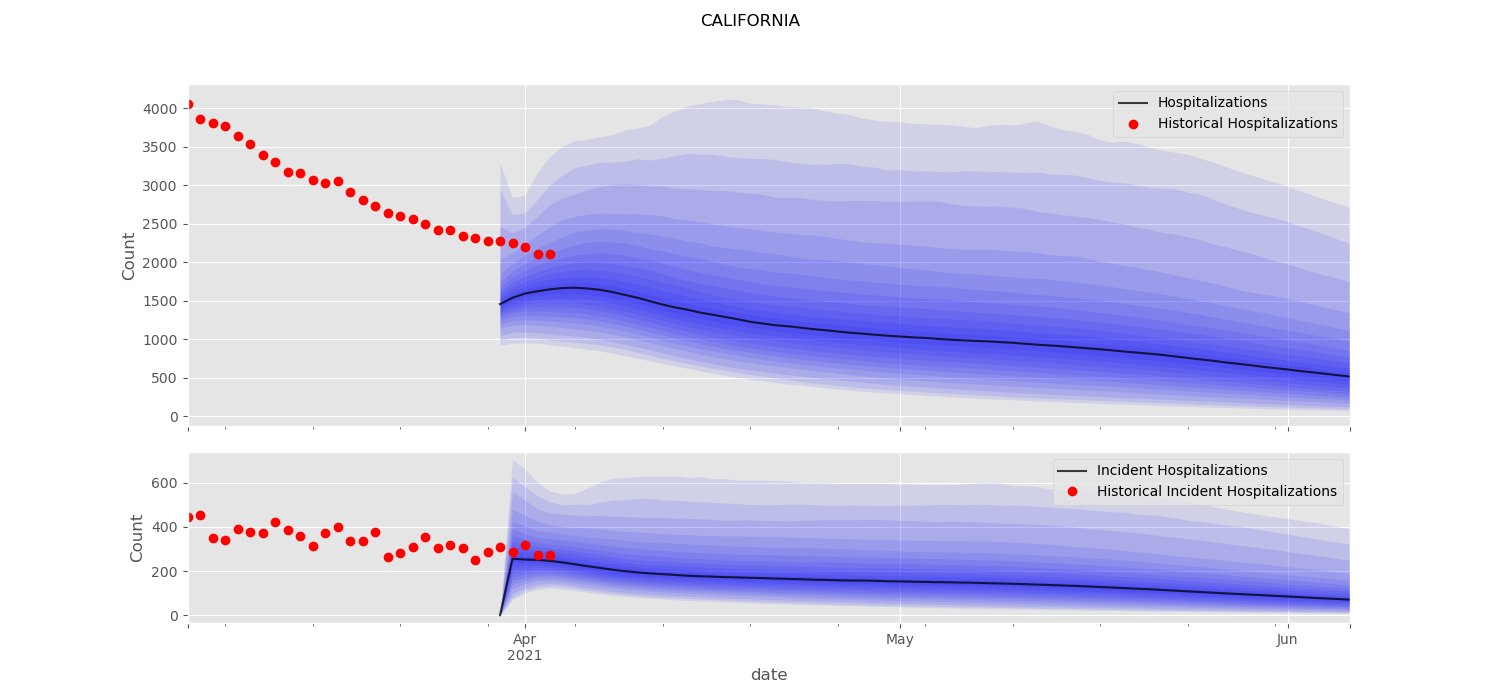 CALIFORNIA
Hospitalizations
Historical Hospitalizations
Count
4000
3500
3000
2500
2000
1500
1000
500
0
Incident Hospitalizations
Historical Incident Hospitalizations
Count
600
400
200
0
Apr
2021
May
Jun
date